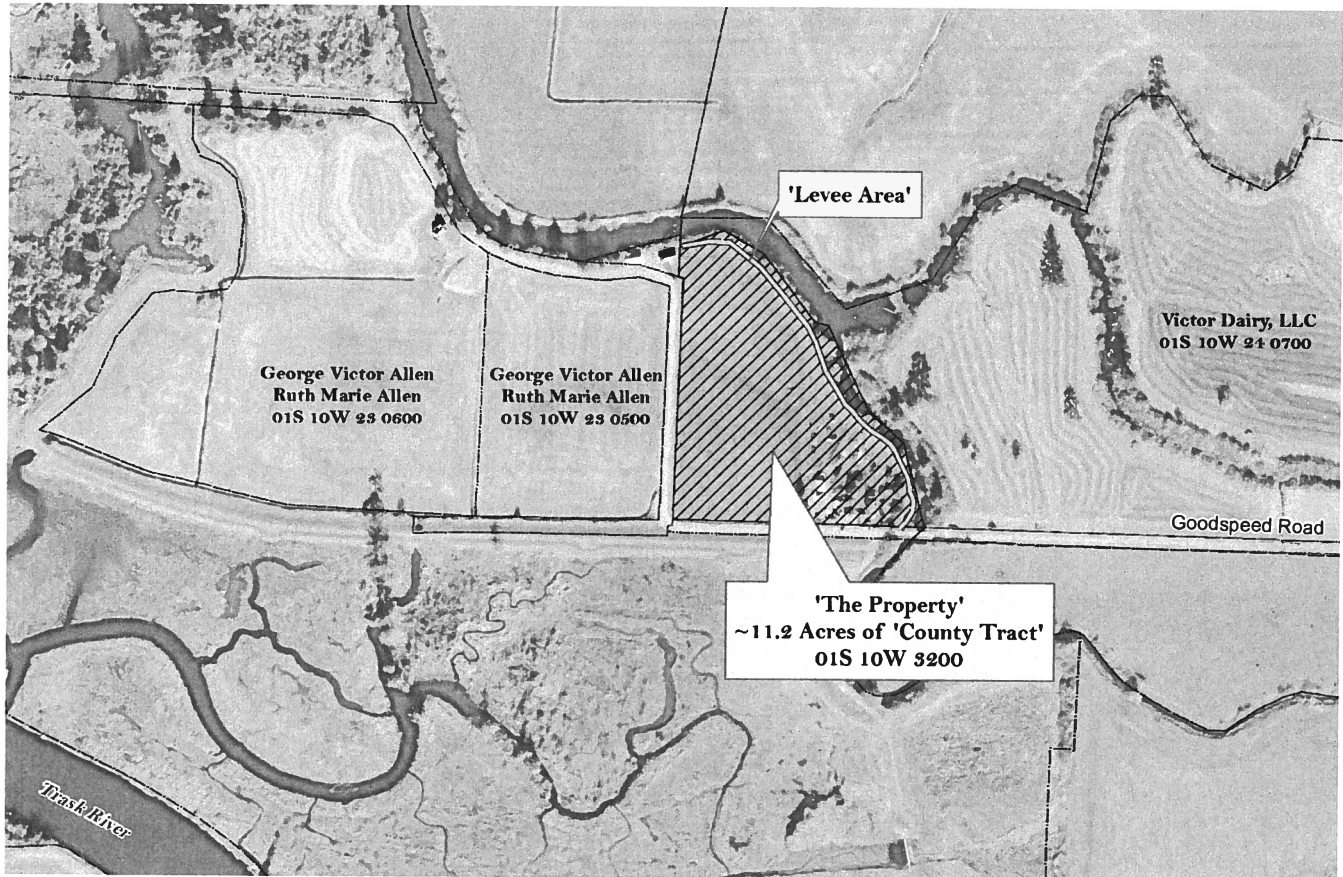 'Levee Area'
Victor Dairy, LLC
01S 10W 24 0700
George Victor Allen
Ruth Marie Allen
01S 10W 23 0600
George Victor Allen
Ruth Marie Allen
01S 10W 23 0500
Goodspeed Road
'The Property'
~11.2 Acres of 'County Tract'
01S 10W 3200
Trask River